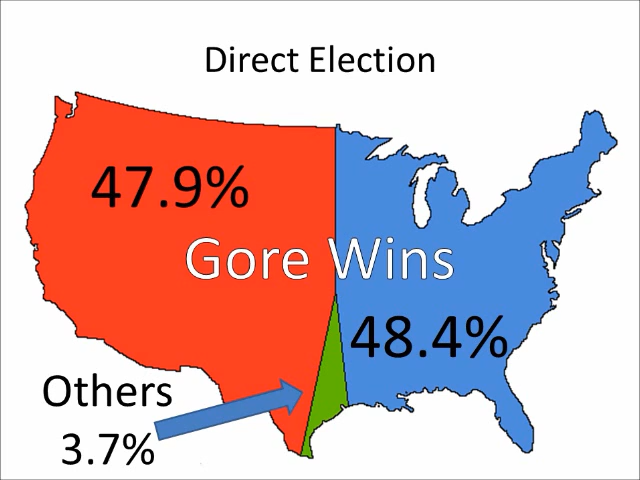 Direct Election
47.9%
Gore Wins
48.4%
Others
3.7%